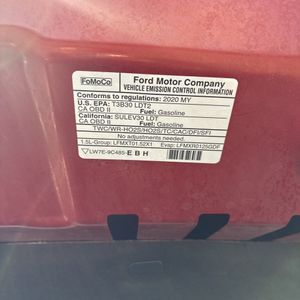 FoMoCo
Ford Motor Company
VEHICLE EMISSION CONTROL INFORMATION
Conforms to regulations: 2020 MY
U.S. EPA: T3B30 LDT2
CA OBD II Fuel: Gasoline
California: SULEV30 LDT
CA OBD II Fuel: Gasoline
TWC/WR-HO2S/HO2S/TC/CAC/DFI/SFI
No adjustments needed.
1.5L-Group: LFMXT01.52X1 Evap: LFMXR0125GDF
LW7E-9C485-EBH